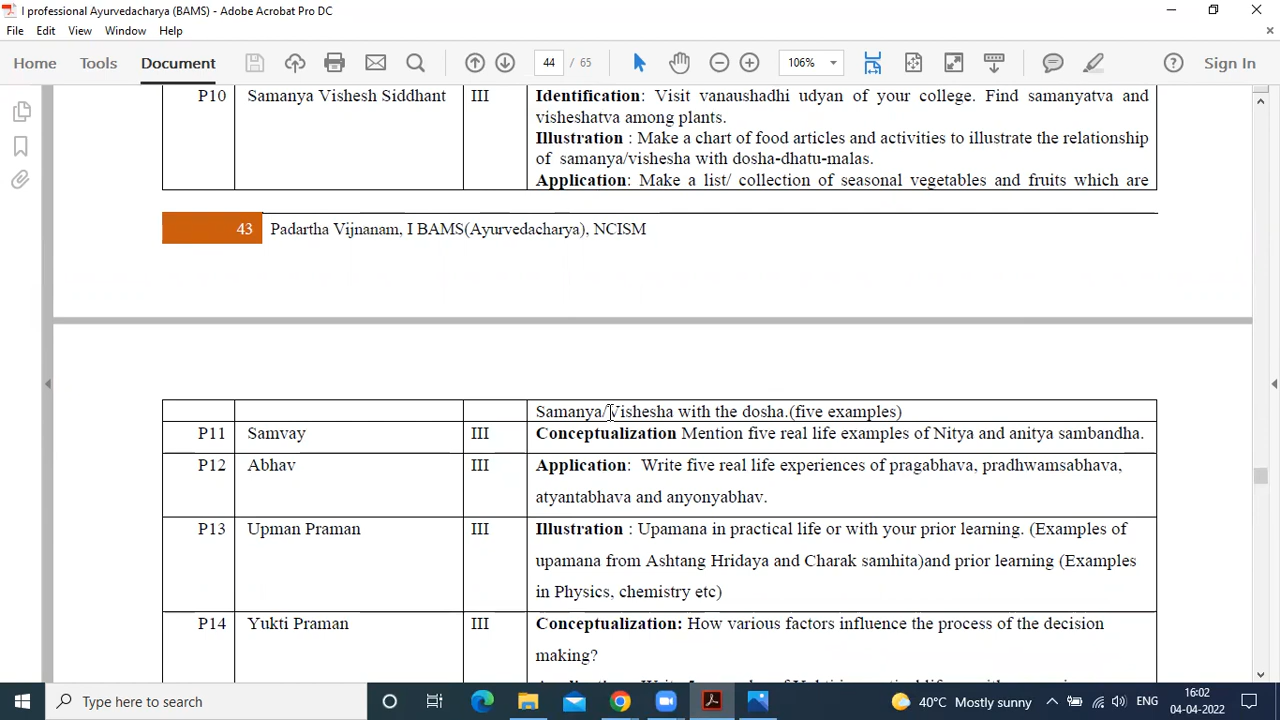 I professional Ayurvedacharya (BAMS) - Adobe Acrobat Pro DC
File Edit View Window Help
Home Tools Document 44 / 65 106% Sign In
P10 Samanya Vishesh Siddhant III Identification: Visit vanaushadhi udyan of your college. Find samanyatva and
visheshatva among plants.
Illustration : Make a chart of food articles and activities to illustrate the relationship
of samanya/vishesha with dosha-dhatu-malas.
Application: Make a list/ collection of seasonal vegetables and fruits which are
43 Padartha Vijnanam, I BAMS(Ayurvedacharya), NCISM
Samanya/Vishesha with the dosha.(five examples)
P11 Samvay III Conceptualization Mention five real life examples of Nitya and anitya sambandha.
P12 Abhav III Application: Write five real life experiences of pragabhava, pradhwamsabhava,
atyantabhava and anyonyabhav.
P13 Upman Praman III Illustration : Upamana in practical life or with your prior learning. (Examples of
upamana from Ashtang Hridaya and Charak samhita)and prior learning (Examples
in Physics, chemistry etc)
P14 Yukti Praman III Conceptualization: How various factors influence the process of the decision
making?
Type here to search 40°C Mostly sunny ENG 16:02
04-04-2022